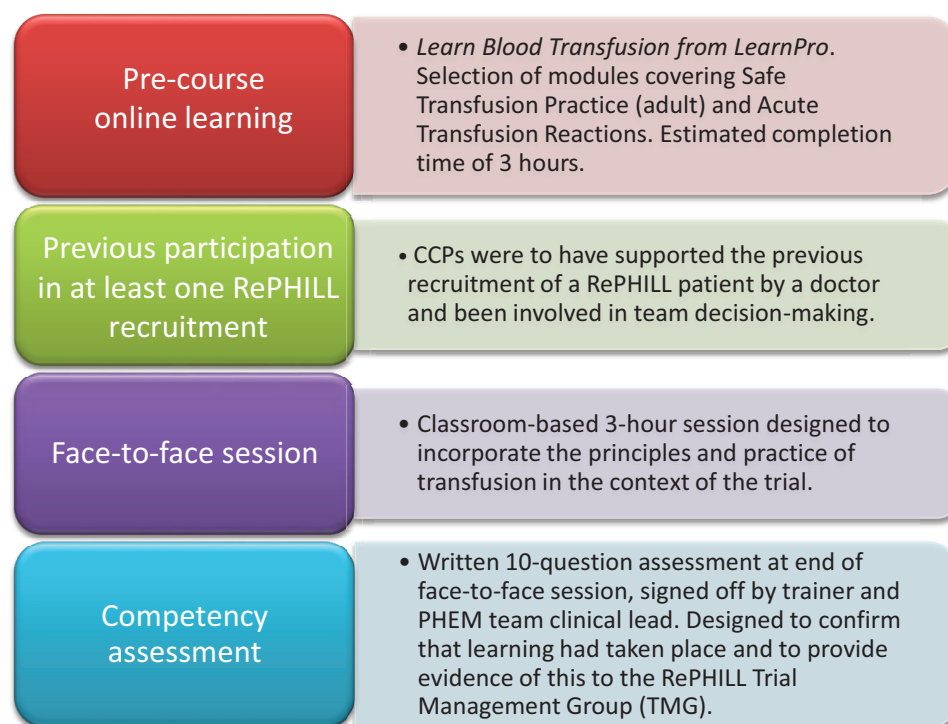 Pre-course
online learning
• Learn Blood Transfusion from LearnPro.
Selection of modules covering Safe
Transfusion Practice (adult) and Acute
Transfusion Reactions. Estimated completion
time of 3 hours.
Previous participation
in at least one RePHILL
recruitment
• CCPs were to have supported the previous
recruitment of a RePHILL patient by a doctor
and been involved in team decision-making.
Face-to-face session
• Classroom-based 3-hour session designed to
incorporate the principles and practice of
transfusion in the context of the trial.
Competency
assessment
• Written 10-question assessment at end of
face-to-face session, signed off by trainer and
PHEM team clinical lead. Designed to confirm
that learning had taken place and to provide
evidence of this to the RePHILL Trial
Management Group (TMG).